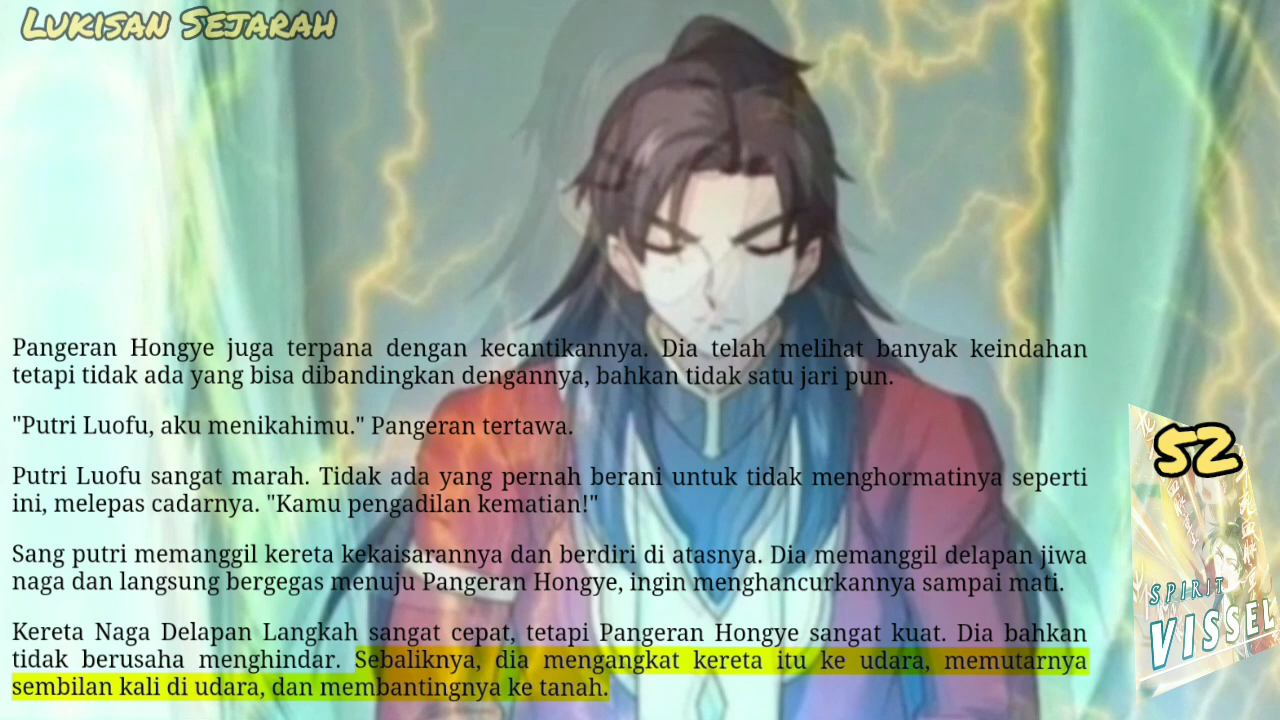 Lukisan Sejarah
Pangeran Hongye juga terpana dengan kecantikannya. Dia telah melihat banyak keindahan
tetapi tidak ada yang bisa dibandingkan dengannya, bahkan tidak satu jari pun.
"Putri Luofu, aku menikahimu." Pangeran tertawa.
Putri Luofu sangat marah. Tidak ada yang pernah berani untuk tidak menghormatinya seperti
ini, melepas cadarnya. "Kamu pengadilan kematian!"
Sang putri memanggil kereta kekaisarannya dan berdiri di atasnya. Dia memanggil delapan jiwa
naga dan langsung bergegas menuju Pangeran Hongye, ingin menghancurkannya sampai mati.
Kereta Naga Delapan Langkah sangat cepat, tetapi Pangeran Hongye sangat kuat. Dia bahkan
tidak berusaha menghindar. Sebaliknya, dia mengangkat kereta itu ke udara, memutarnya
sembilan kali di udara, dan membantingnya ke tanah.
52
SPIRIT
VISSEL